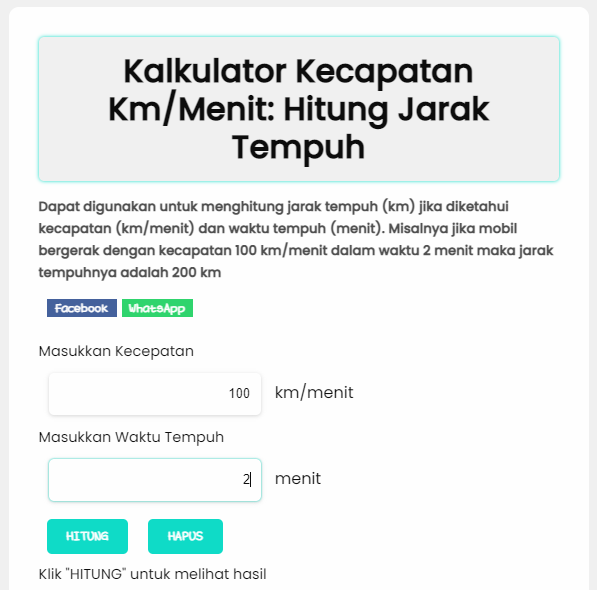 Kalkulator Kecapatan
Km/Menit: Hitung Jarak
Tempuh
Dapat digunakan untuk menghitung jarak tempuh (km) jika diketahui
kecapatan (km/menit) dan waktu tempuh (menit). Misalnya jika mobil
bergerak dengan kecapatan 100 km/menit dalam waktu 2 menit maka jarak
tempuhnya adalah 200 km
Facebook WhatsApp
Masukkan Kecepatan
100 km/menit
Masukkan Waktu Tempuh
2 menit
HITUNG HAPUS
Klik "HITUNG" untuk melihat hasil